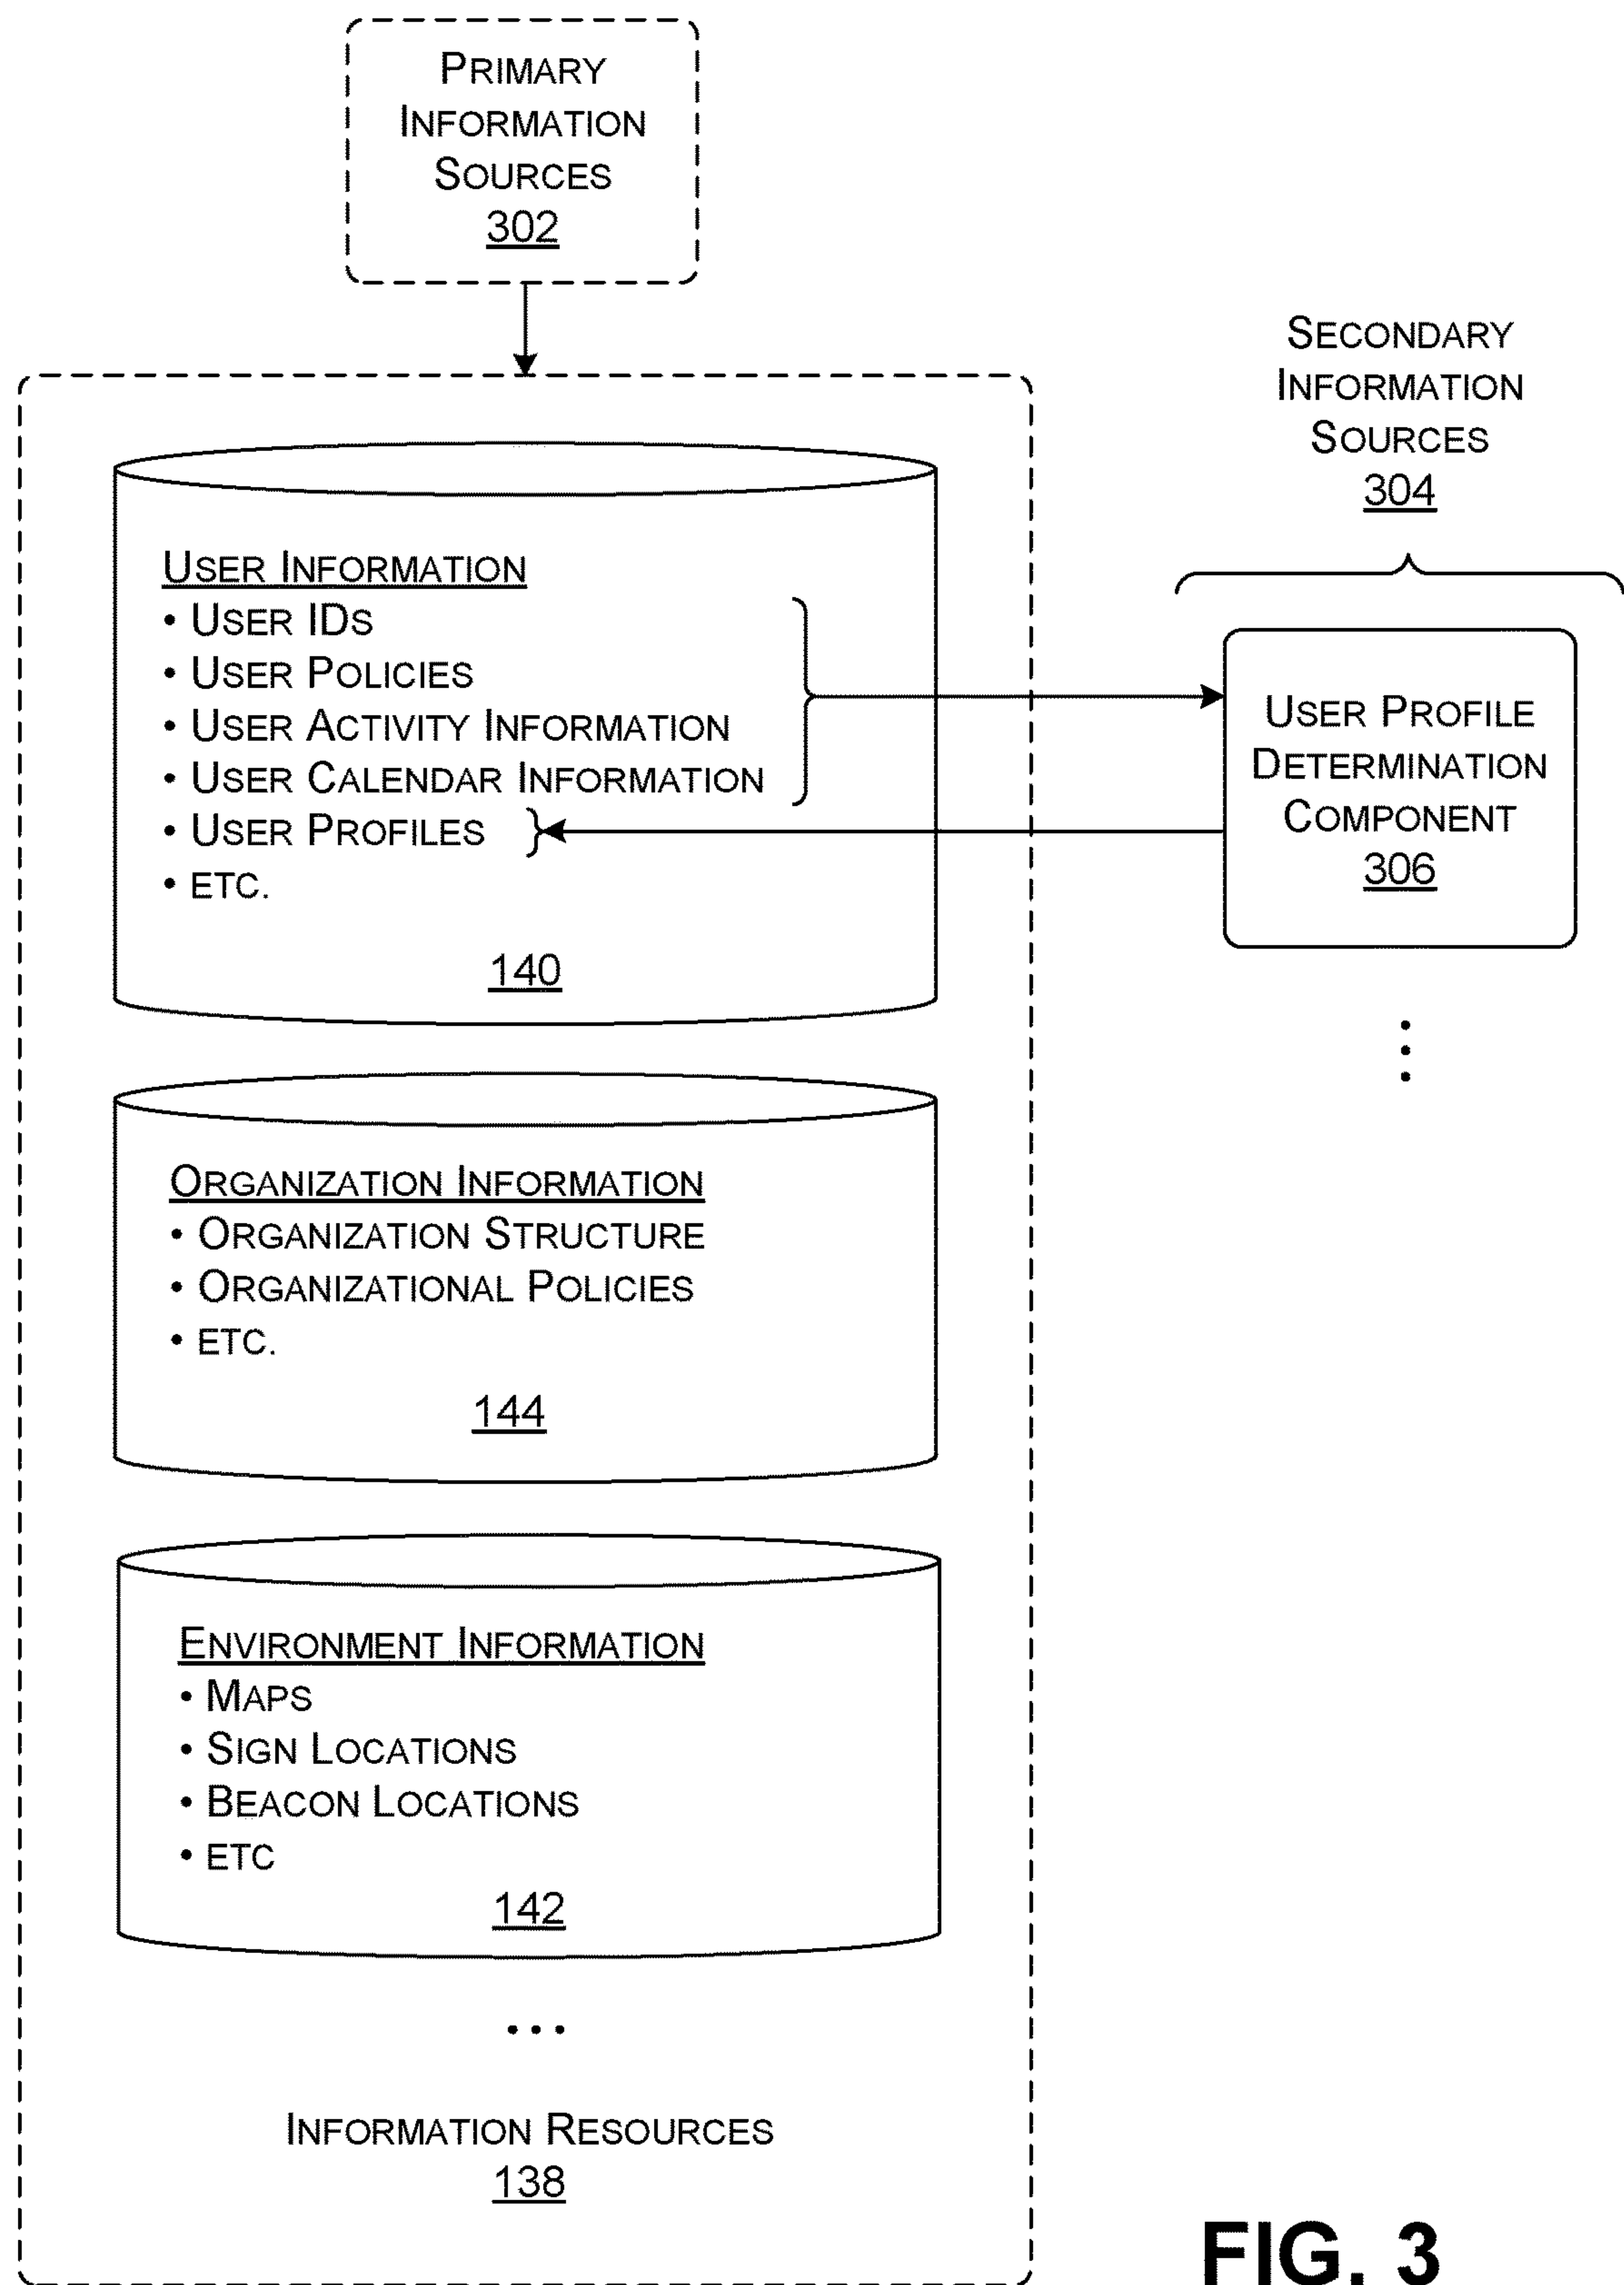 PRIMARY
INFORMATION
SOURCES
302
SECONDARY
INFORMATION
SOURCES
304
USER INFORMATION
• USER IDS
• USER POLICIES
• USER ACTIVITY INFORMATION
• USER CALENDAR INFORMATION
• USER PROFILES
• ETC.
140
USER PROFILE
DETERMINATION
COMPONENT
306
ORGANIZATION INFORMATION
• ORGANIZATION STRUCTURE
• ORGANIZATIONAL POLICIES
• ETC.
144
ENVIRONMENT INFORMATION
• MAPS
• SIGN LOCATIONS
• BEACON LOCATIONS
• ETC
142
...
INFORMATION RESOURCES
138
FIG. 3